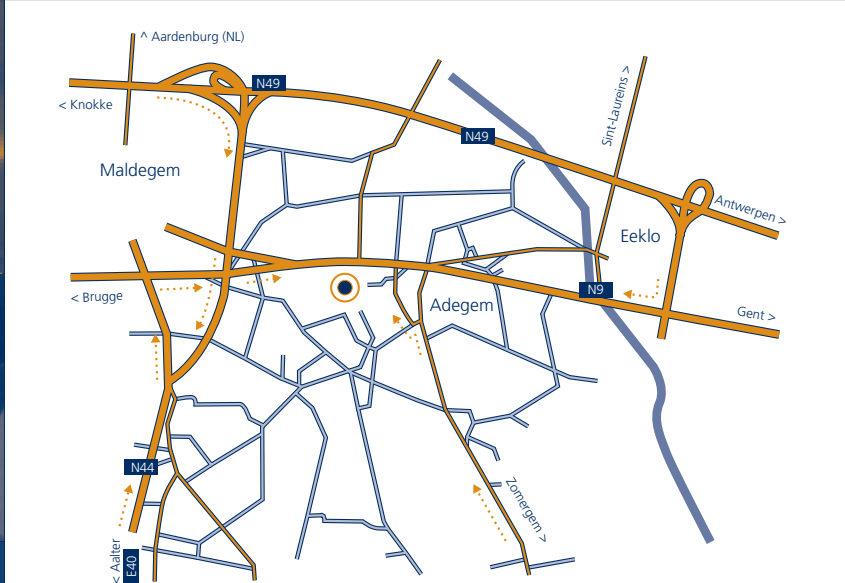 ^ Aardenburg (NL)
N49
< Knokke
Sint-Laureins >
N49
Maldegem
Antwerpen >
Eeklo
< Brugge
N9
Adegem
Gent >
N44
Zomergem >
< Aalter
E40